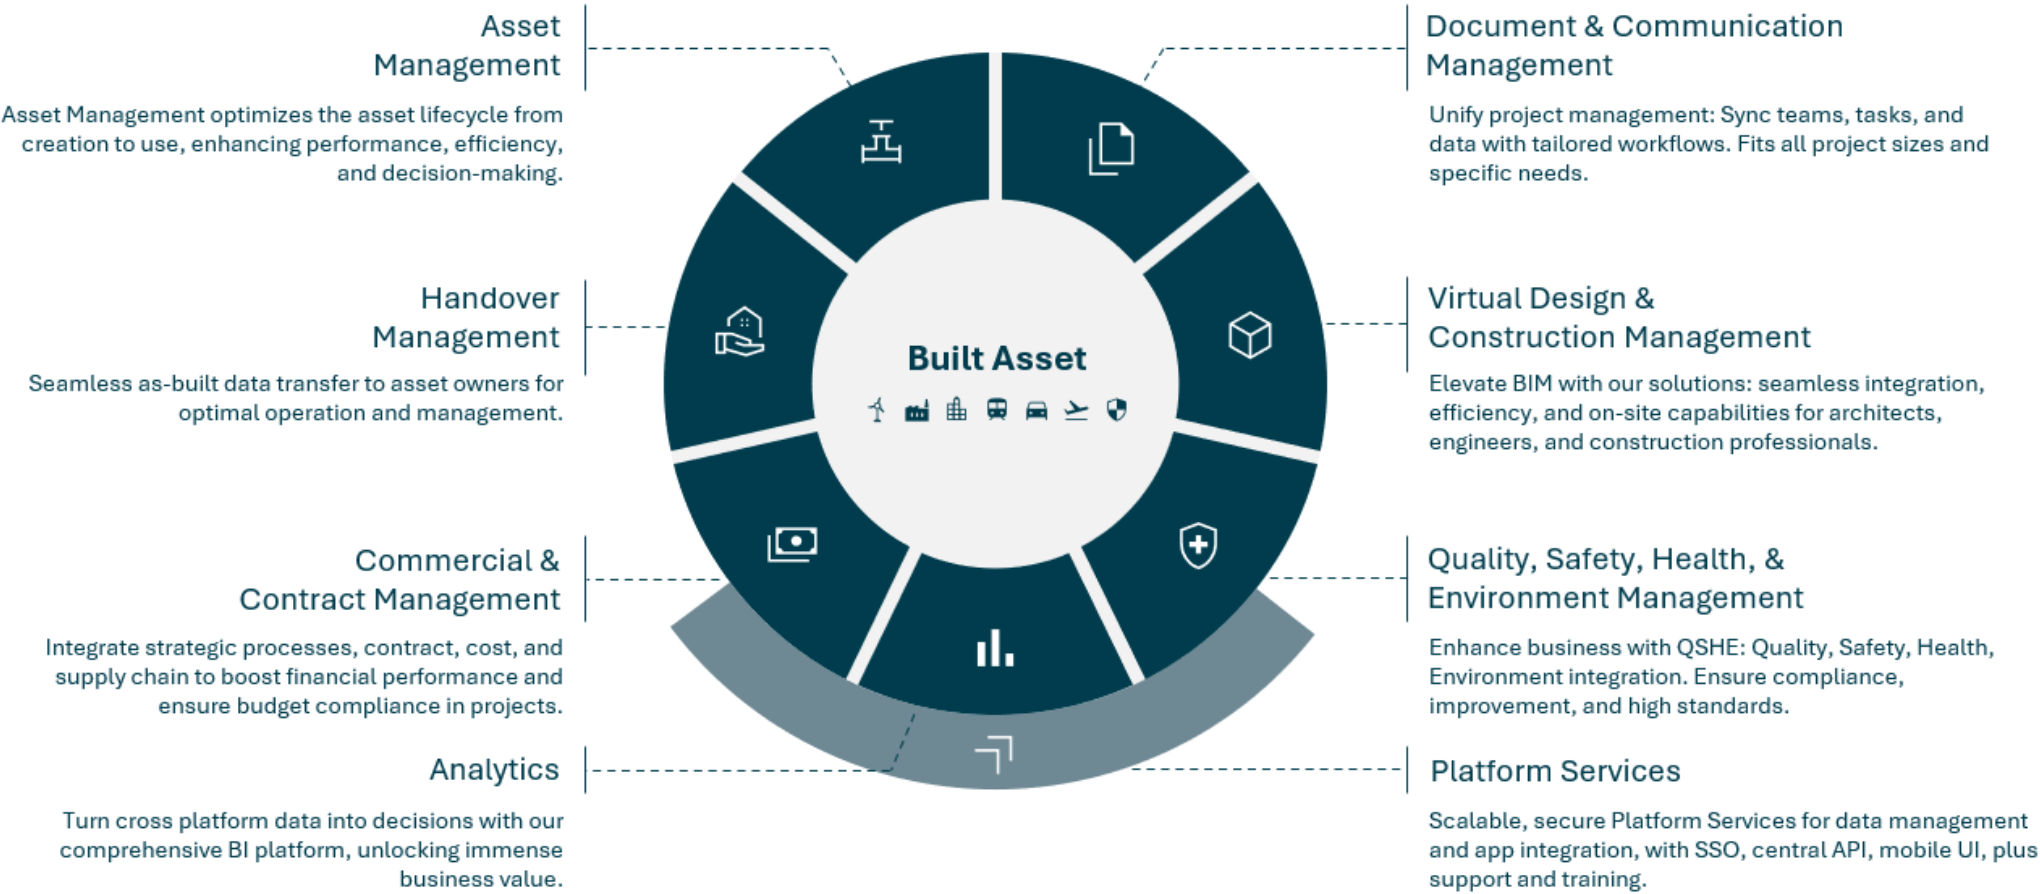 Asset
Management
Asset Management optimizes the asset lifecycle from
creation to use, enhancing performance, efficiency,
and decision-making.
Handover
Management
Seamless as-built data transfer to asset owners for
optimal operation and management.
Commercial &
Contract Management
Integrate strategic processes, contract, cost, and
supply chain to boost financial performance and
ensure budget compliance in projects.
Analytics
Turn cross platform data into decisions with our
comprehensive BI platform, unlocking immense
business value.
Built Asset
Document & Communication
Management
Unify project management: Sync teams, tasks, and
data with tailored workflows. Fits all project sizes and
specific needs.
Virtual Design &
Construction Management
Elevate BIM with our solutions: seamless integration,
efficiency, and on-site capabilities for architects,
engineers, and construction professionals.
Quality, Safety, Health, &
Environment Management
Enhance business with QSHE: Quality, Safety, Health,
Environment integration. Ensure compliance,
improvement, and high standards.
Platform Services
Scalable, secure Platform Services for data management
and app integration, with SSO, central API, mobile UI, plus
support and training.